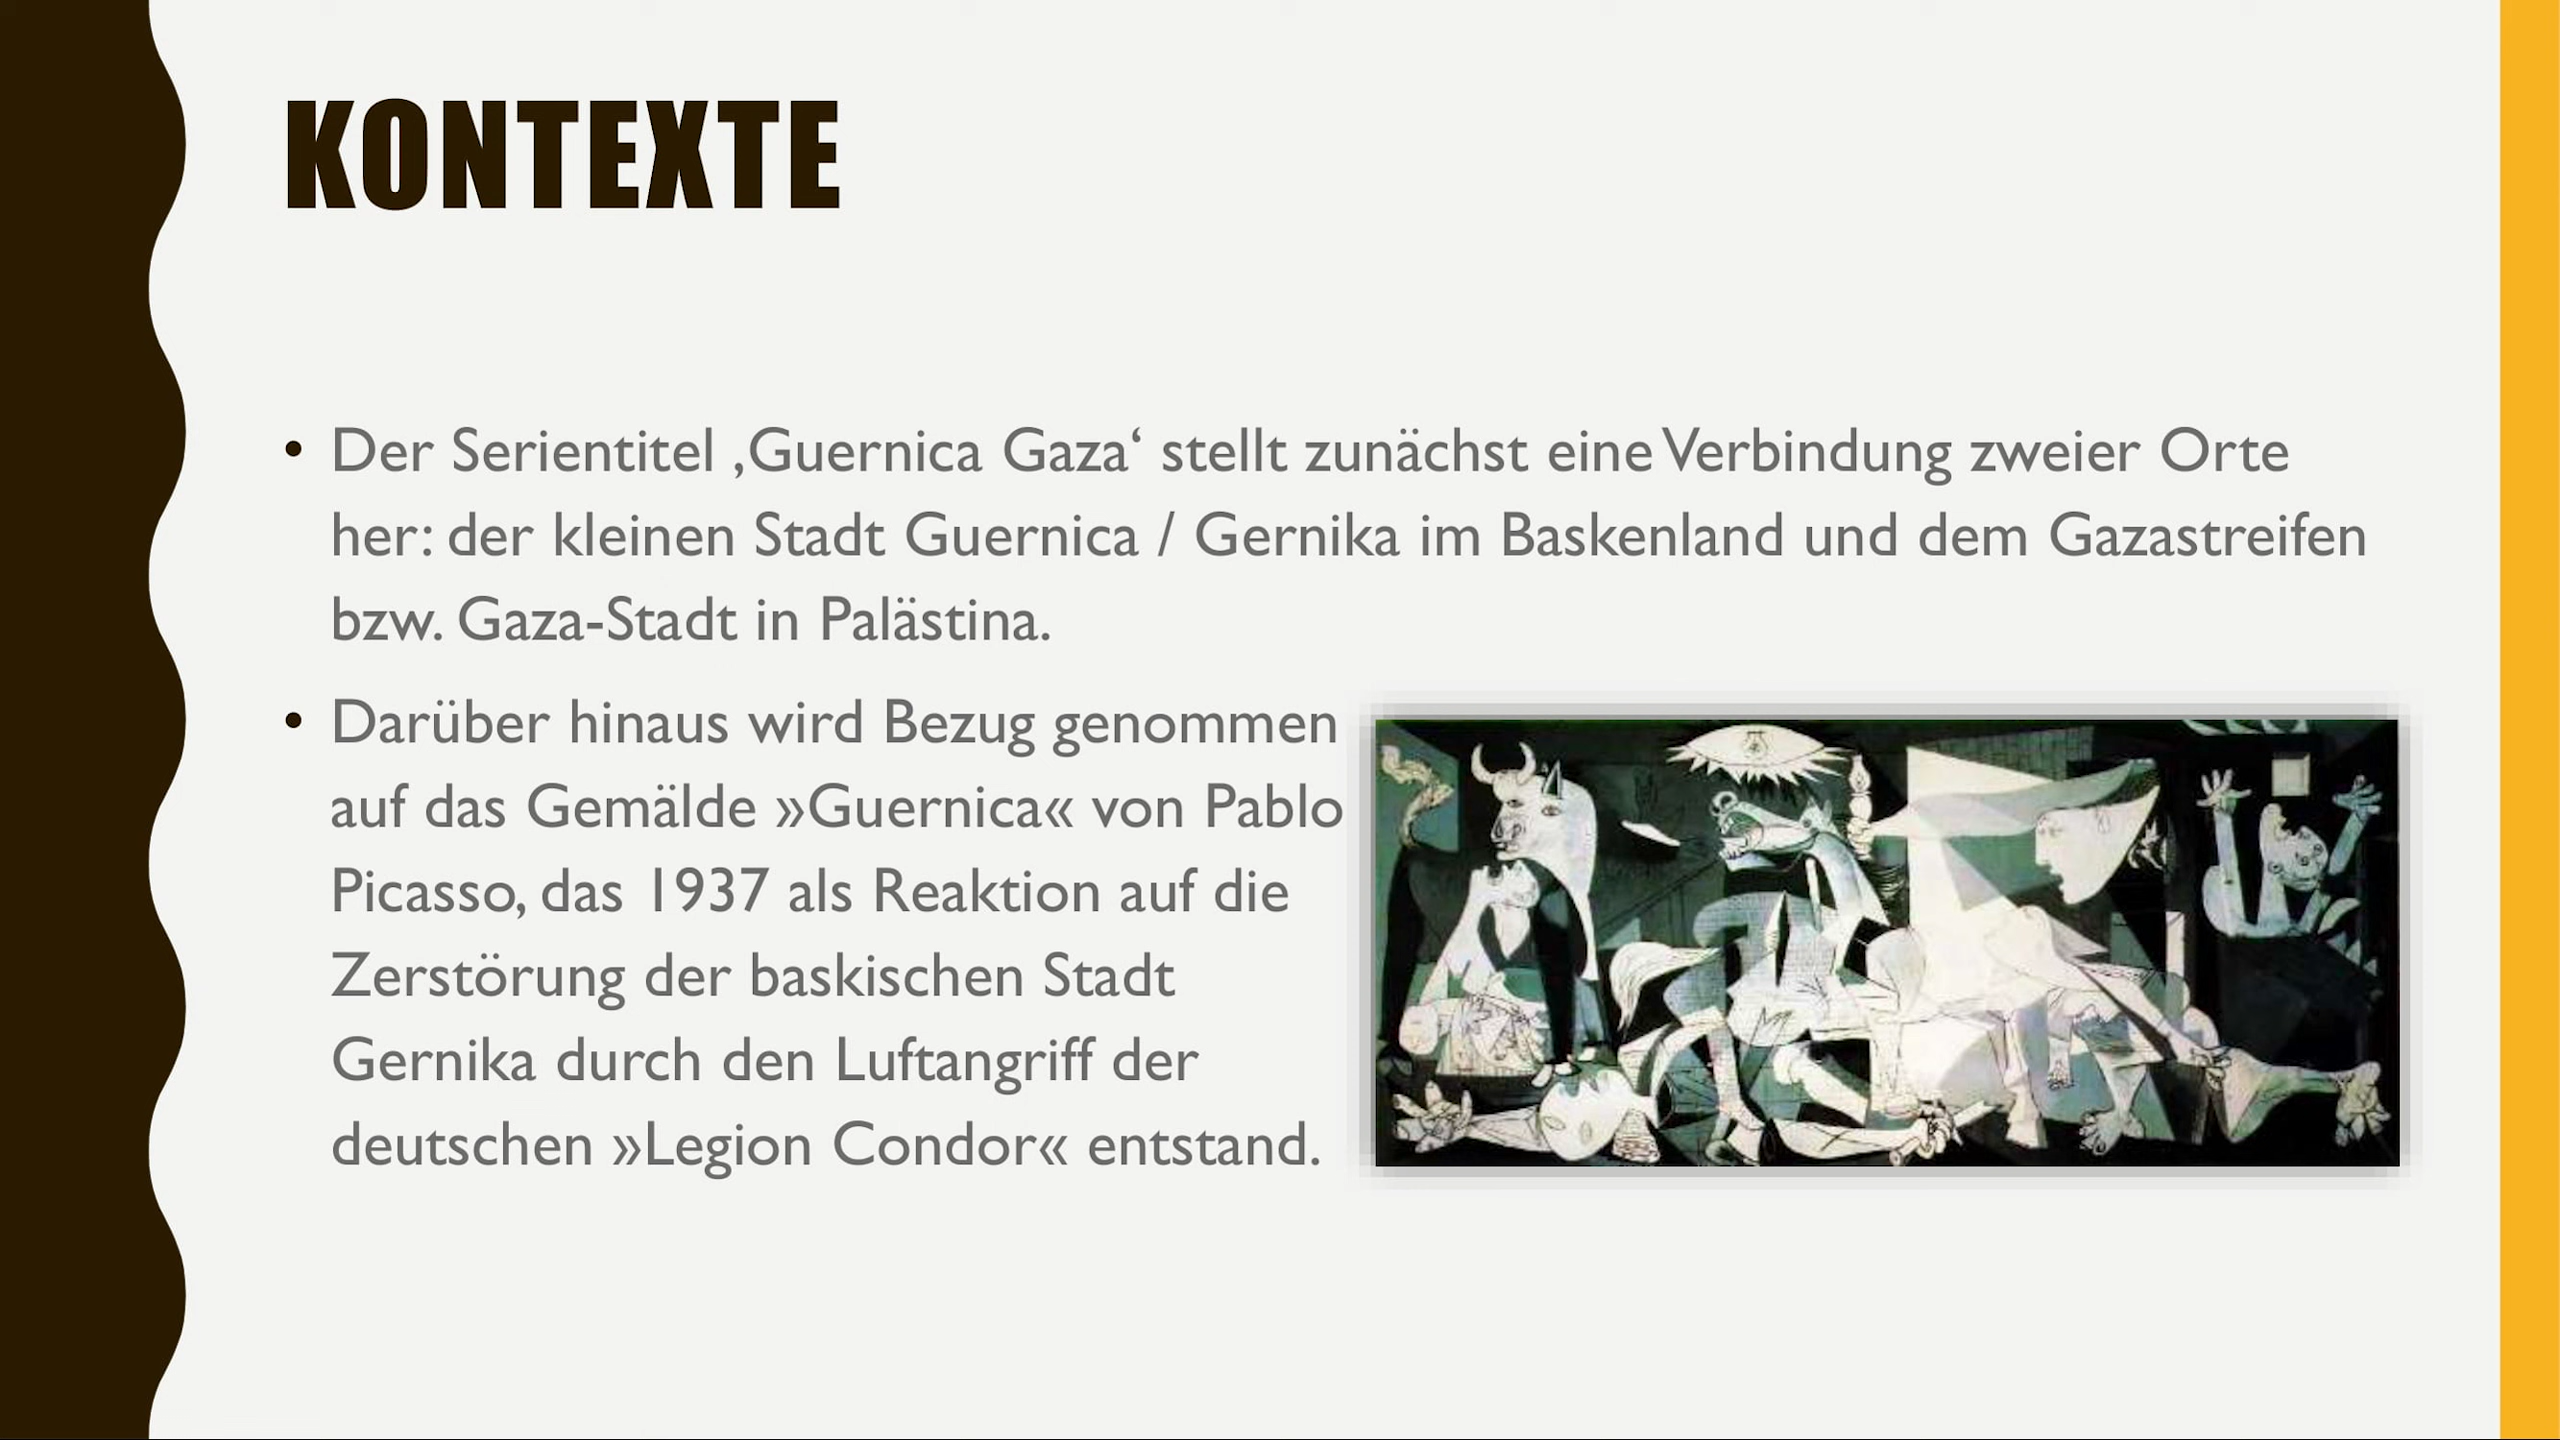 KONTEXTE
• Der Serientitel ‚Guernica Gaza‘ stellt zunächst eine Verbindung zweier Orte
her: der kleinen Stadt Guernica / Gernika im Baskenland und dem Gazastreifen
bzw. Gaza-Stadt in Palästina.
• Darüber hinaus wird Bezug genommen
auf das Gemälde »Guernica« von Pablo
Picasso, das 1937 als Reaktion auf die
Zerstörung der baskischen Stadt
Gernika durch den Luftangriff der
deutschen »Legion Condor« entstand.